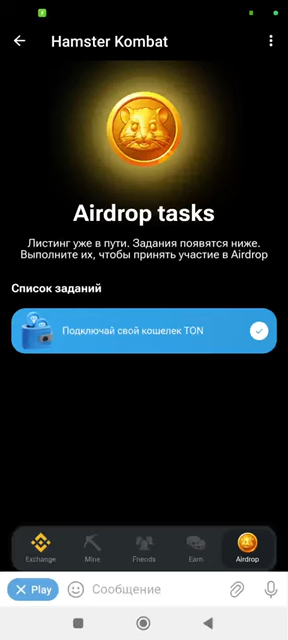 Hamster Kombat
Airdrop tasks
Листинг уже в пути. Задания появятся ниже.
Выполните их, чтобы принять участие в Airdrop
Список заданий
Подключай свой кошелек TON
Exchange
Mine
Friends
Earn
Airdrop
Play
Сообщение